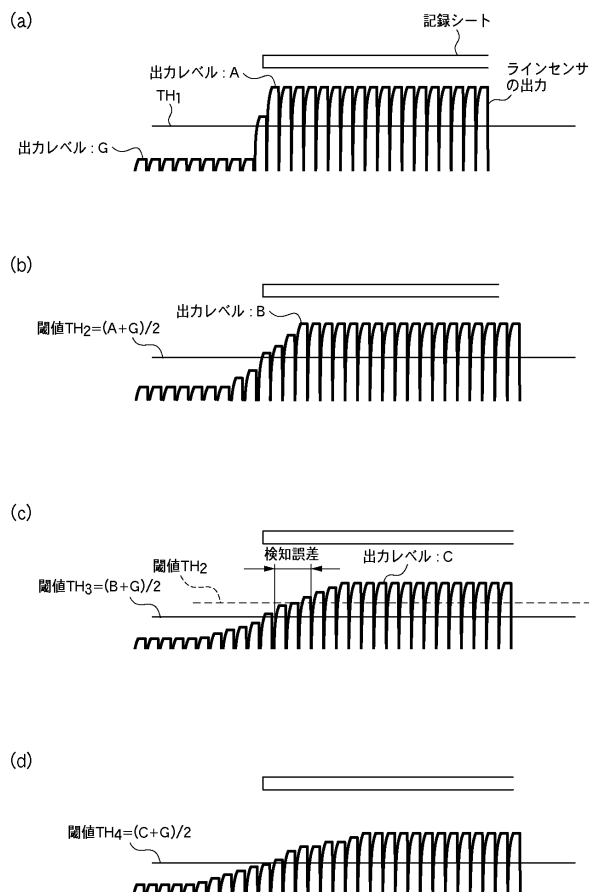 (a)
記録シート
出力レベル : A
ラインセンサ
の出力
TH1
出力レベル : G
(b)
出力レベル : B
閾値TH2=(A+G)/2
(c)
検知誤差
出力レベル : C
閾値TH2
閾値TH3=(B+G)/2
(d)
閾値TH4=(C+G)/2